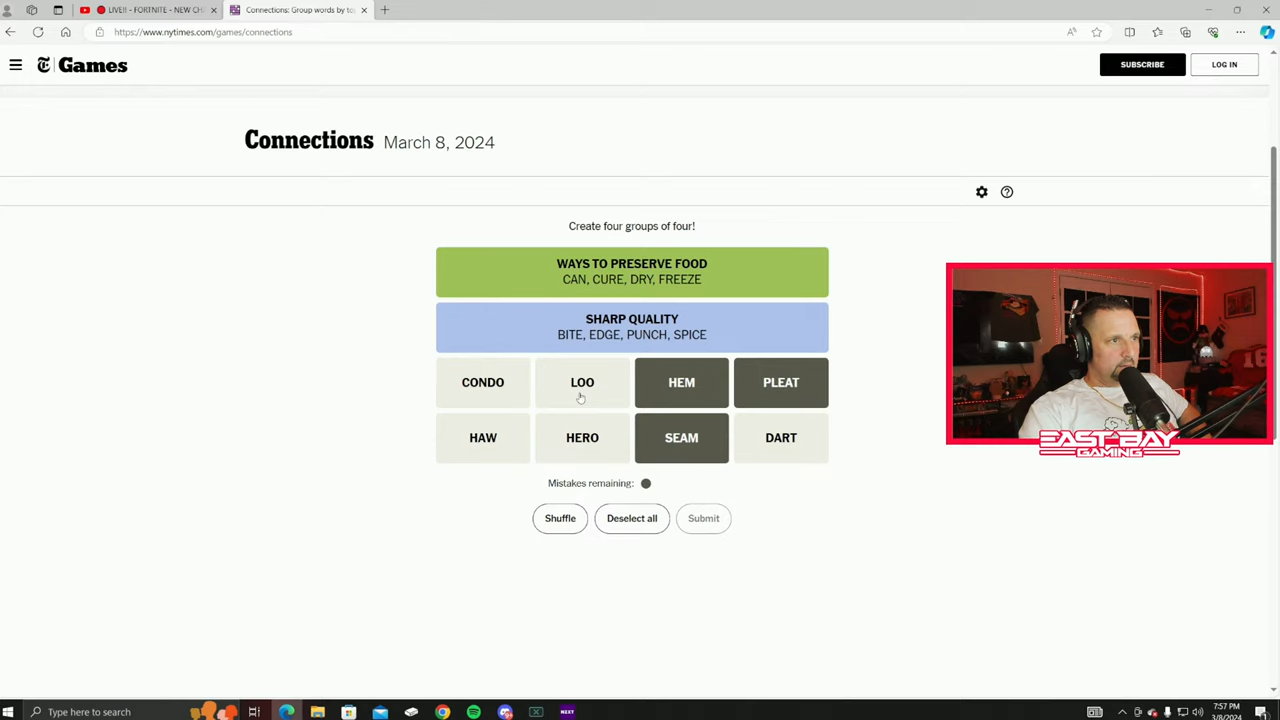 LIVE!! - FORTNITE - NEW CH
Connections: Group words by to
https://www.nytimes.com/games/connections
Games
SUBSCRIBE
LOG IN
Connections March 8, 2024
Create four groups of four!
WAYS TO PRESERVE FOOD
CAN, CURE, DRY, FREEZE
SHARP QUALITY
BITE, EDGE, PUNCH, SPICE
CONDO LOO HEM PLEAT
HAW HERO SEAM DART
EAST BAY
GAMING
Mistakes remaining:
Shuffle Deselect all Submit
Type here to search
NEXT
7:57 PM
3/8/2024